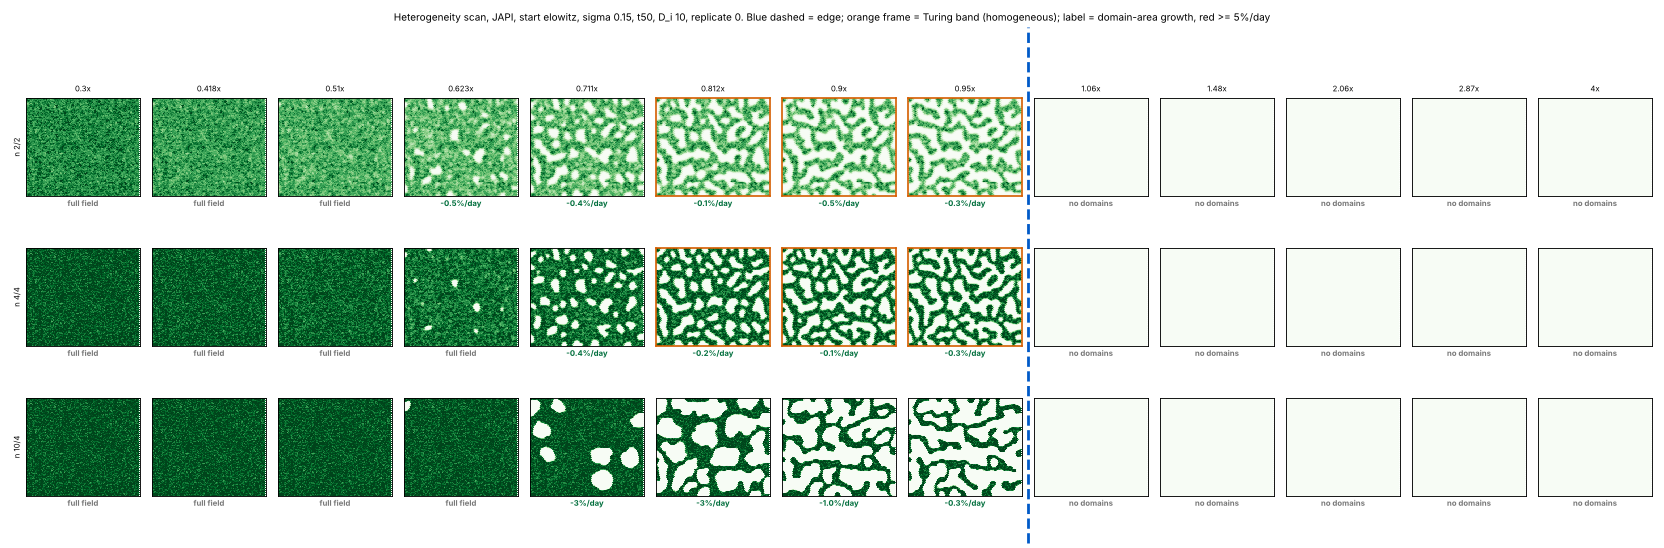 Heterogeneity scan, JAPI, start elowitz, sigma 0.15, t50, D_i 10, replicate 0. Blue dashed = edge; orange frame = Turing band (homogeneous); label = domain-area growth, red >= 5%/day
0.3x 0.418x 0.51x 0.623x 0.711x 0.812x 0.9x 0.95x 1.06x 1.48x 2.06x 2.87x 4x
n 2/2
full field full field full field -0.5%/day -0.4%/day -0.1%/day -0.5%/day -0.3%/day no domains no domains no domains no domains no domains
n 4/4
full field full field full field full field -0.4%/day -0.2%/day -0.1%/day -0.3%/day no domains no domains no domains no domains no domains
n 10/4
full field full field full field full field -3%/day -3%/day -1.0%/day -0.3%/day no domains no domains no domains no domains no domains